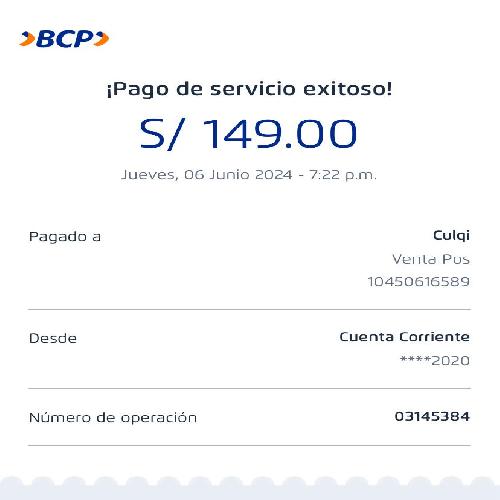 BCP
¡Pago de servicio exitoso!
S/ 149.00
Jueves, 06 Junio 2024 - 7:22 p.m.
Pagado a
Culqi
Venta Pos
10450616589
Desde
Cuenta Corriente
****2020
Número de operación
03145384